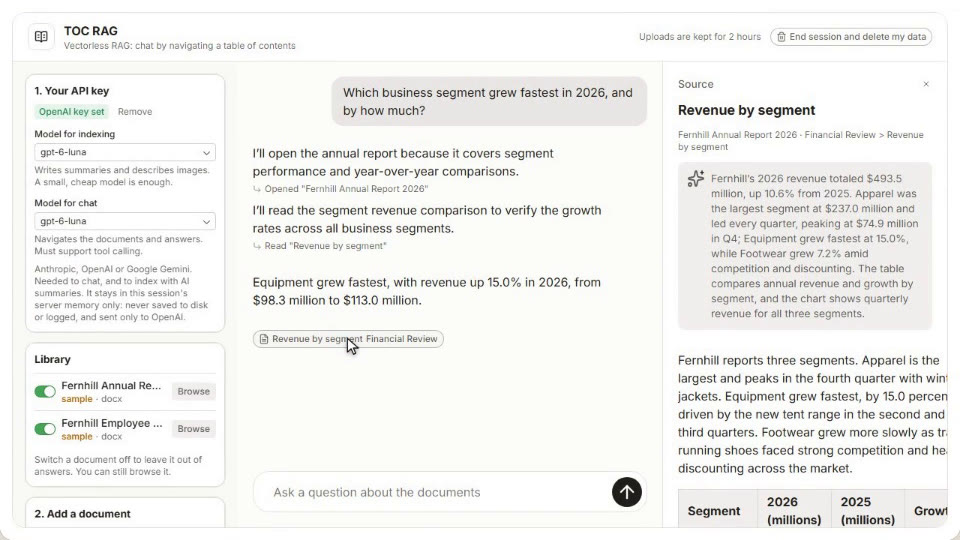 TOC RAG
Vectorless RAG: chat by navigating a table of contents
Uploads are kept for 2 hours
End session and delete my data
1. Your API key
OpenAI key set
Remove
Model for indexing
gpt-6-luna
Writes summaries and describes images.
A small, cheap model is enough.
Model for chat
gpt-6-luna
Navigates the documents and answers.
Must support tool calling.
Anthropic, OpenAI or Google Gemini.
Needed to chat, and to index with AI
summaries. It stays in this session's
server memory only: never saved to disk
or logged, and sent only to OpenAI.
Library
Fernhill Annual Re...
sample · docx
Browse
Fernhill Employee ...
sample · docx
Browse
Switch a document off to leave it out of
answers. You can still browse it.
2. Add a document
Which business segment grew fastest in 2026, and
by how much?
I'll open the annual report because it covers segment
performance and year-over-year comparisons.
Opened "Fernhill Annual Report 2026"
I'll read the segment revenue comparison to verify the growth
rates across all business segments.
Read "Revenue by segment"
Equipment grew fastest, with revenue up 15.0% in 2026, from
$98.3 million to $113.0 million.
Revenue by segment Financial Review
Ask a question about the documents
Source
×
Revenue by segment
Fernhill Annual Report 2026 · Financial Review > Revenue
by segment
Fernhill's 2026 revenue totaled $493.5
million, up 10.6% from 2025. Apparel was
the largest segment at $237.0 million and
led every quarter, peaking at $74.9 million
in Q4; Equipment grew fastest at 15.0%,
while Footwear grew 7.2% amid
competition and discounting. The table
compares annual revenue and growth by
segment, and the chart shows quarterly
revenue for all three segments.
Fernhill reports three segments. Apparel is the
largest and peaks in the fourth quarter with
jackets. Equipment grew fastest, by 15.0
driven by the new tent range in the second and
third quarters. Footwear grew more slowly as
running shoes faced strong competition and
discounting across the market.
Segment
2026
(millions)
2025
(millions)